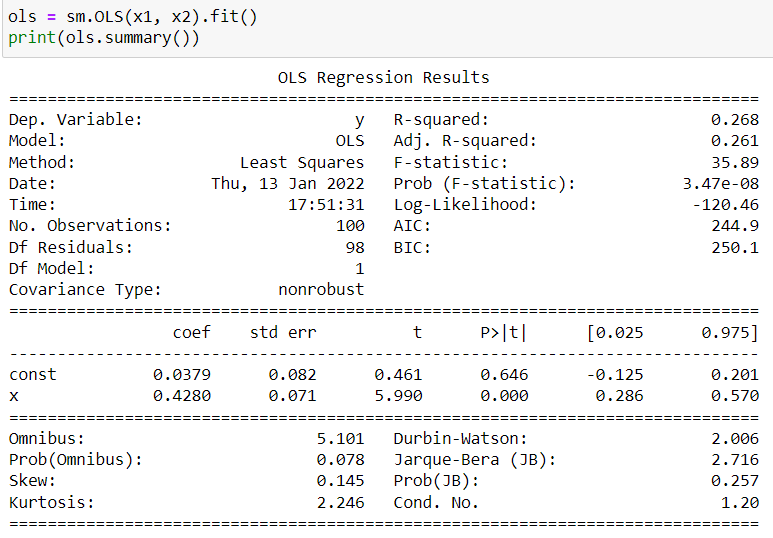 ols = sm.OLS(x1, x2).fit()
print(ols.summary())
OLS Regression Results
==============================================================================
Dep. Variable:                      y   R-squared:                       0.268
Model:                            OLS   Adj. R-squared:                  0.261
Method:                 Least Squares   F-statistic:                     35.89
Date:                Thu, 13 Jan 2022   Prob (F-statistic):           3.47e-08
Time:                        17:51:31   Log-Likelihood:                -120.46
No. Observations:                 100   AIC:                             244.9
Df Residuals:                      98   BIC:                             250.1
Df Model:                           1
Covariance Type:            nonrobust
==============================================================================
                 coef    std err          t      P>|t|      [0.025      0.975]
------------------------------------------------------------------------------
const          0.0379      0.082      0.461      0.646      -0.125       0.201
x              0.4280      0.071      5.990      0.000       0.286       0.570
==============================================================================
Omnibus:                        5.101   Durbin-Watson:                   2.006
Prob(Omnibus):                  0.078   Jarque-Bera (JB):                2.716
Skew:                           0.145   Prob(JB):                        0.257
Kurtosis:                       2.246   Cond. No.                         1.20
==============================================================================